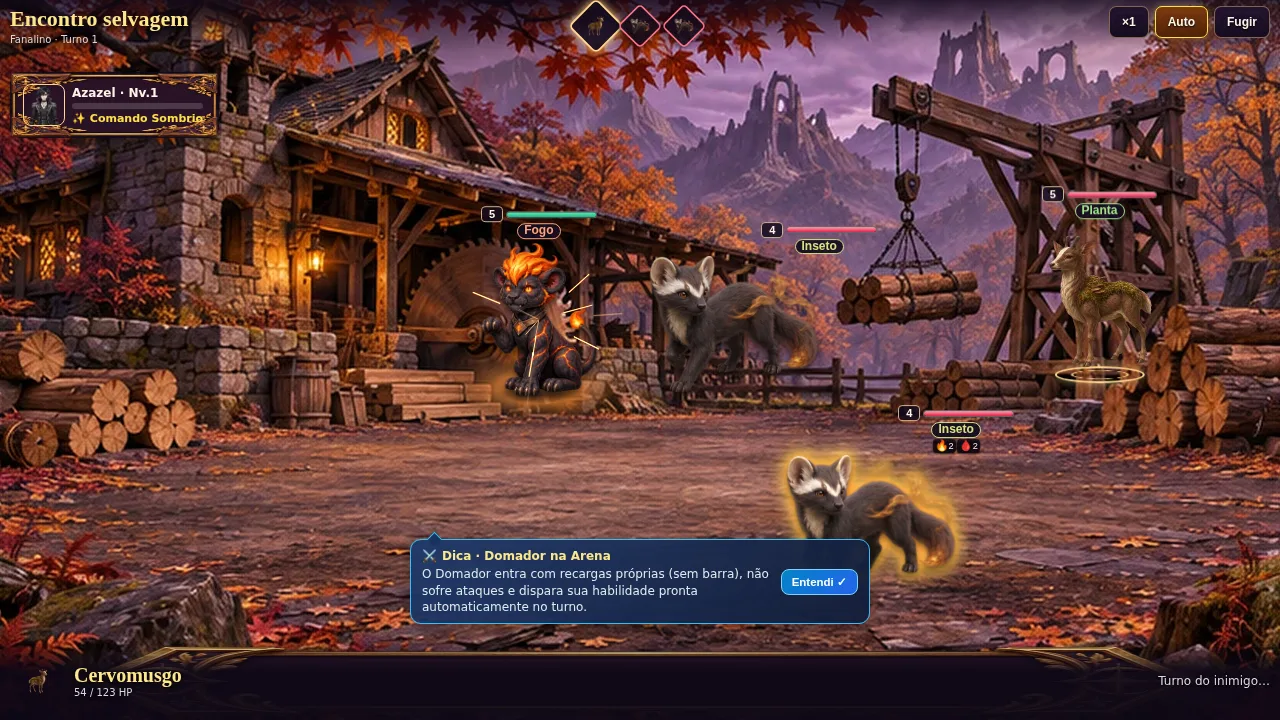 Encontro selvagem
Fanalino · Turno 1
×1
Auto
Fugir
Azazel · Nv.1
✨ Comando Sombrio
5
Fogo
4
Inseto
5
Planta
4
Inseto
🔥2 🩸2
⚔️ Dica · Domador na Arena
O Domador entra com recargas próprias (sem barra), não
sofre ataques e dispara sua habilidade pronta
automaticamente no turno.
Entendi ✓
Cervomusgo
54 / 123 HP
Turno do inimigo…